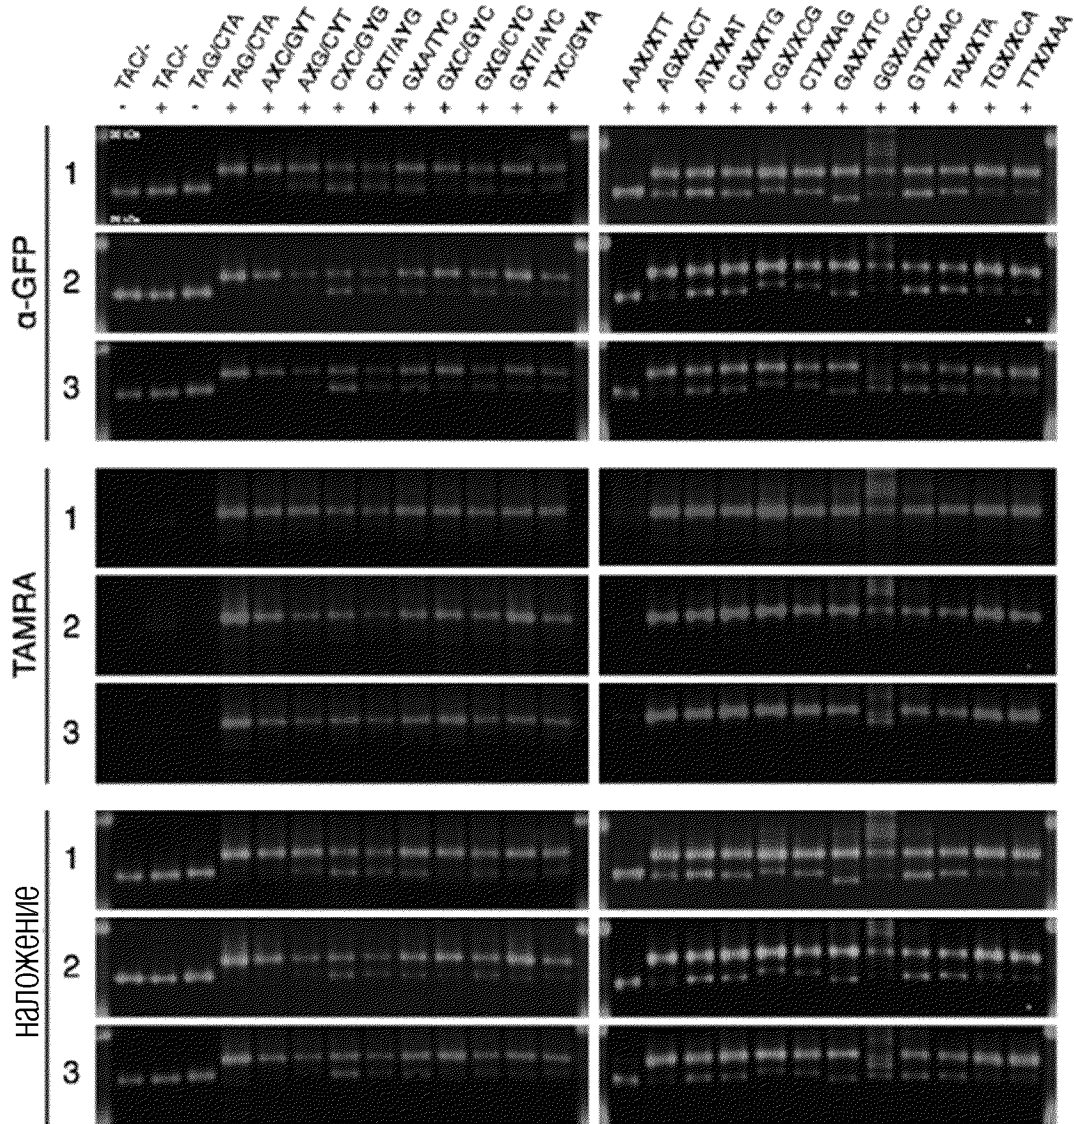 TAC/-
TAC/-
TAG/CTA
TAG/CTA
AXC/GYT
AXG/CYT
CXC/GYG
CXT/AYG
GXA/TYC
GXC/GYC
GXG/CYC
GXT/AYC
TXC/GYA
AAX/XTT
AGX/XCT
ATX/XAT
CAX/XTG
CGX/XCG
CTX/XAG
GAX/XTC
GGX/XCC
GTX/XAC
TAX/XTA
TGX/XCA
TTX/XAA
- + - + + + + + + + + + + + + + + + + + + + + + +
α-GFP
1
2
3
TAMRA
1
2
3
наложение
1
2
3